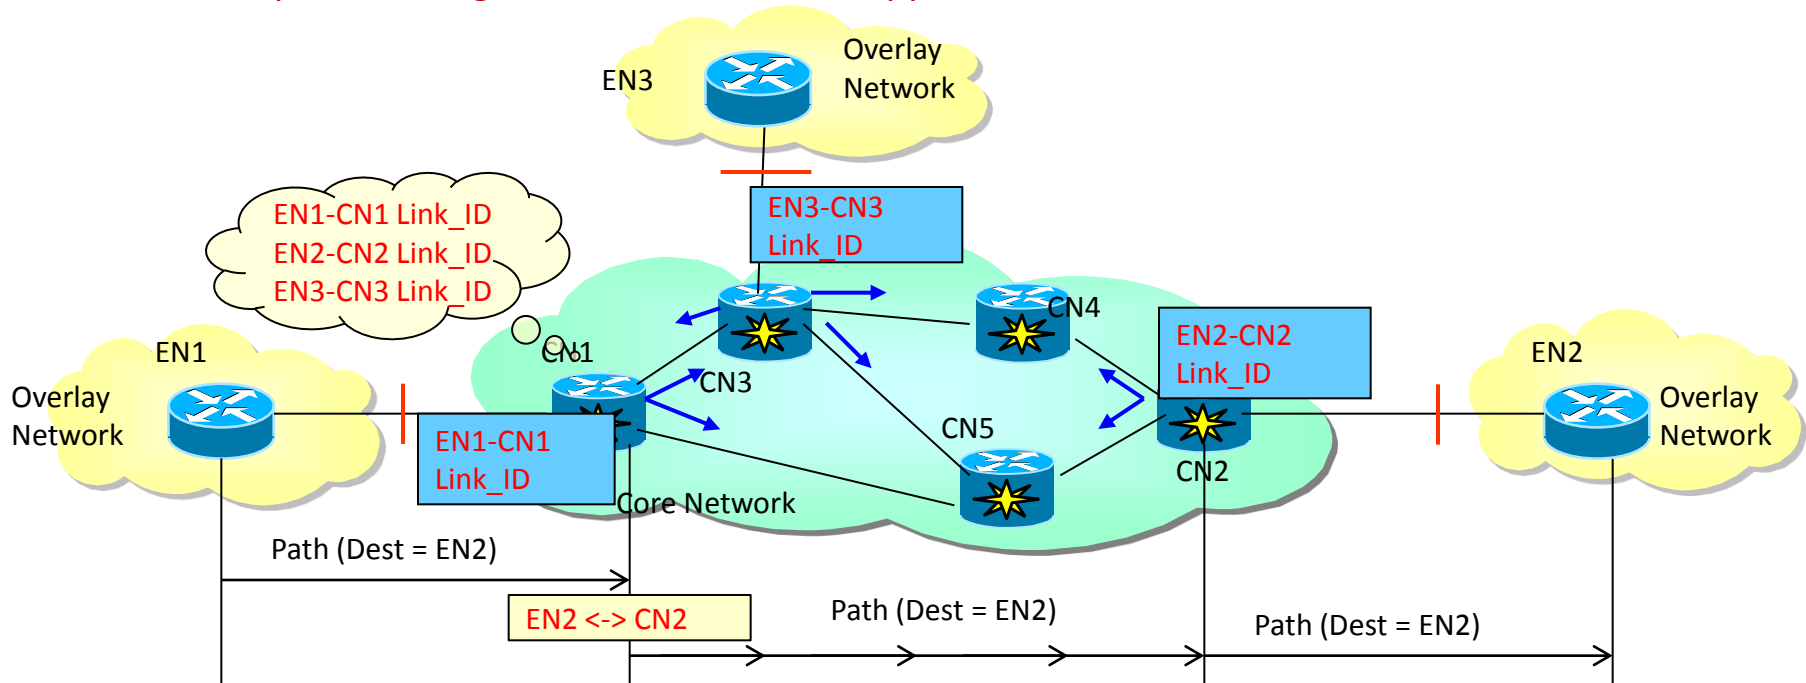 Overlay
Network
EN3
EN1-CN1 Link_ID
EN2-CN2 Link_ID
EN3-CN3 Link_ID
EN3-CN3
Link_ID
CN4
EN2-CN2
Link_ID
EN1
CN1
CN3
EN2
Overlay
Network
EN1-CN1
Link_ID
CN5
CN2
Overlay
Network
Core Network
Path (Dest = EN2)
EN2 <-> CN2
Path (Dest = EN2)
Path (Dest = EN2)